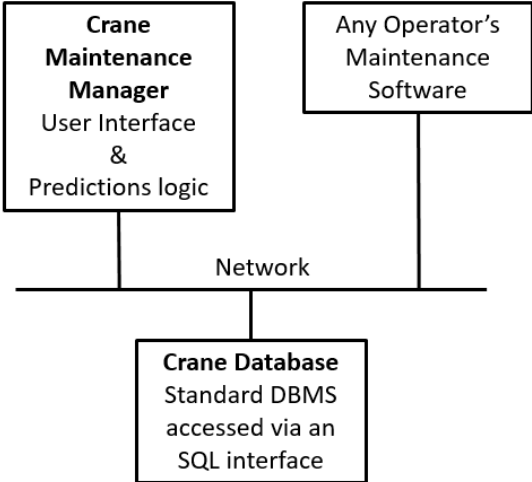 Crane
Maintenance
Manager
User Interface
&
Predictions logic
Any Operator’s
Maintenance
Software
Network
Crane Database
Standard DBMS
accessed via an
SQL interface